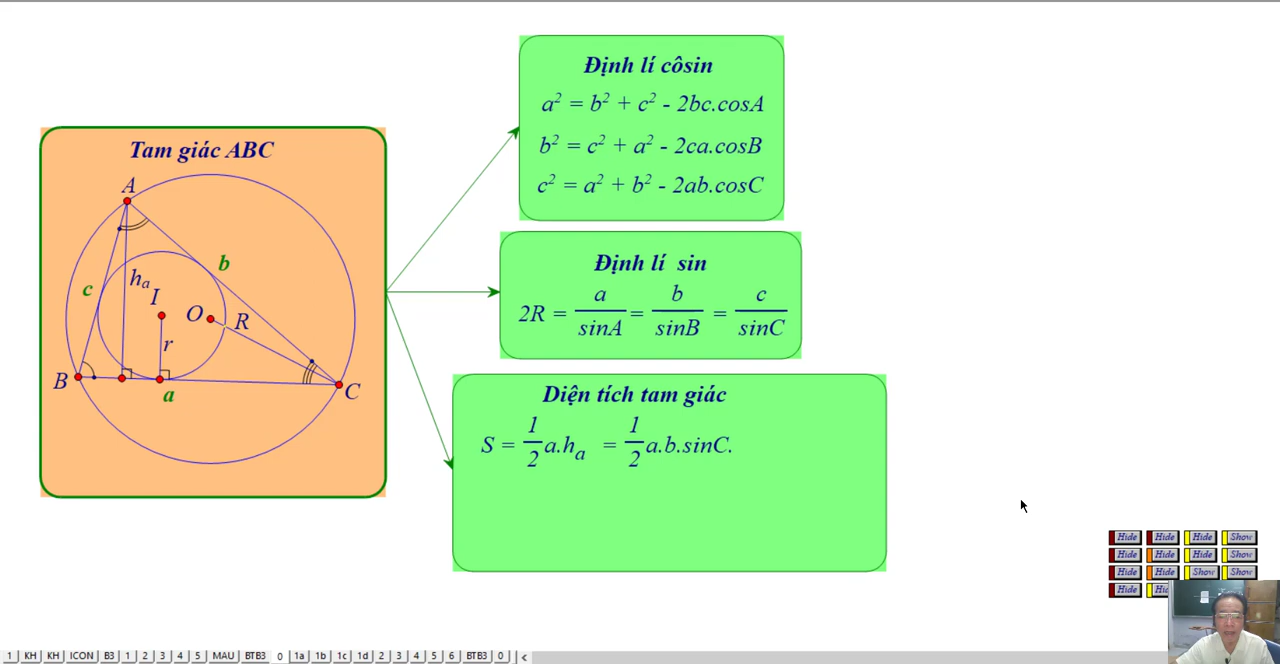 Tam giác ABC
A
b
c
h_a
I
O
R
r
B
a
C
Định lí côsin
a² = b² + c² - 2bc.cosA
b² = c² + a² - 2ca.cosB
c² = a² + b² - 2ab.cosC
Định lí sin
2R = a/sinA = b/sinB = c/sinC
Diện tích tam giác
S = 1/2 a.h_a = 1/2 a.b.sinC.
Hide Hide Hide Show
Hide Hide Hide Show
Hide Hide Show Show
Hide
1 KH KH ICON B3 1 2 3 4 5 MAU BTB3 0 1a 1b 1c 1d 2 3 4 5 6 BTB3 0